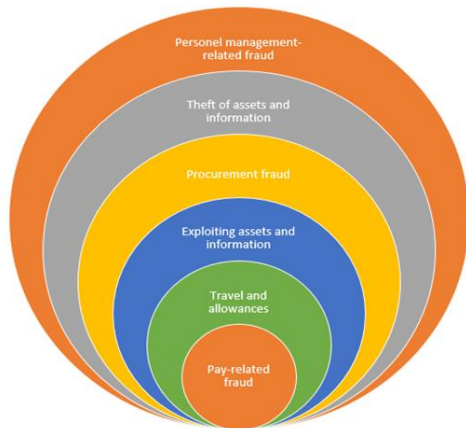 Personel management-
related fraud
Theft of assets and
information
Procurement fraud
Exploiting assets and
information
Travel and
allowances
Pay-related
fraud